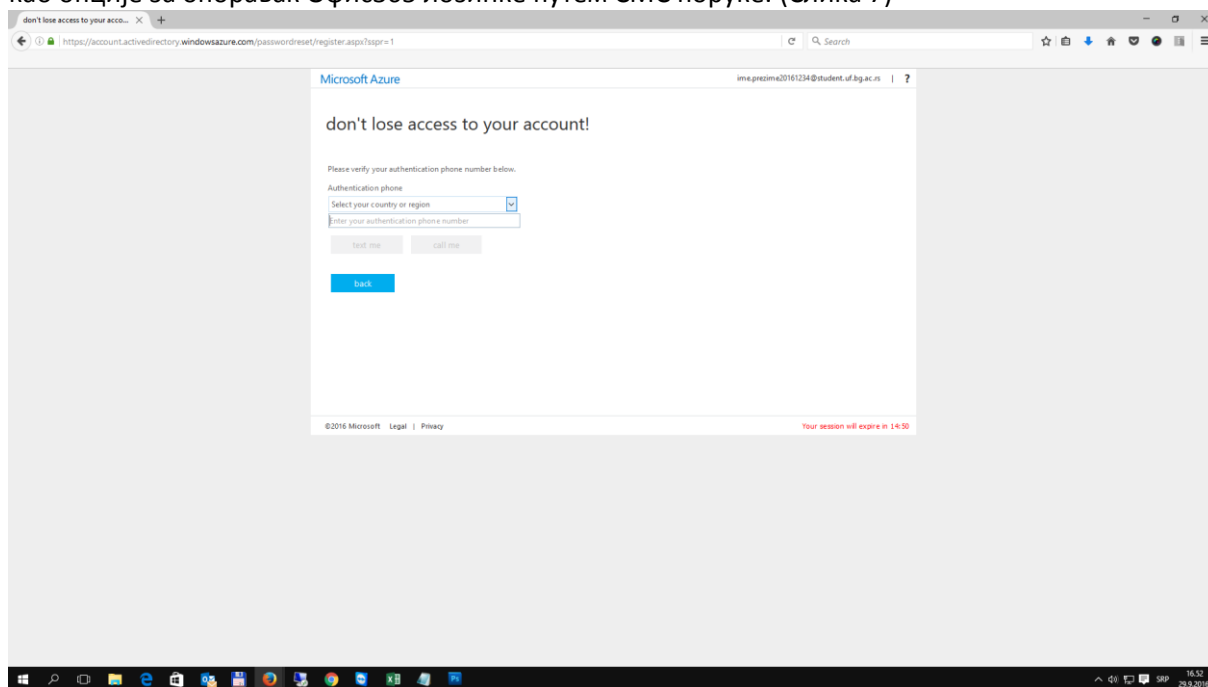 као опције за опоравак Офис365 лозинке путем СМС поруке. (Слика 7)
don't lose access to your acco...
https://account.activedirectory.windowsazure.com/passwordreset/register.aspx?sspr=1
Search
Microsoft Azure
ime.prezime20161234@student.uf.bg.ac.rs | ?
don't lose access to your account!
Please verify your authentication phone number below.
Authentication phone
Select your country or region
Enter your authentication phone number
text me call me
back
©2016 Microsoft Legal | Privacy
Your session will expire in 14:50
SRP
16.52
29.9.2016